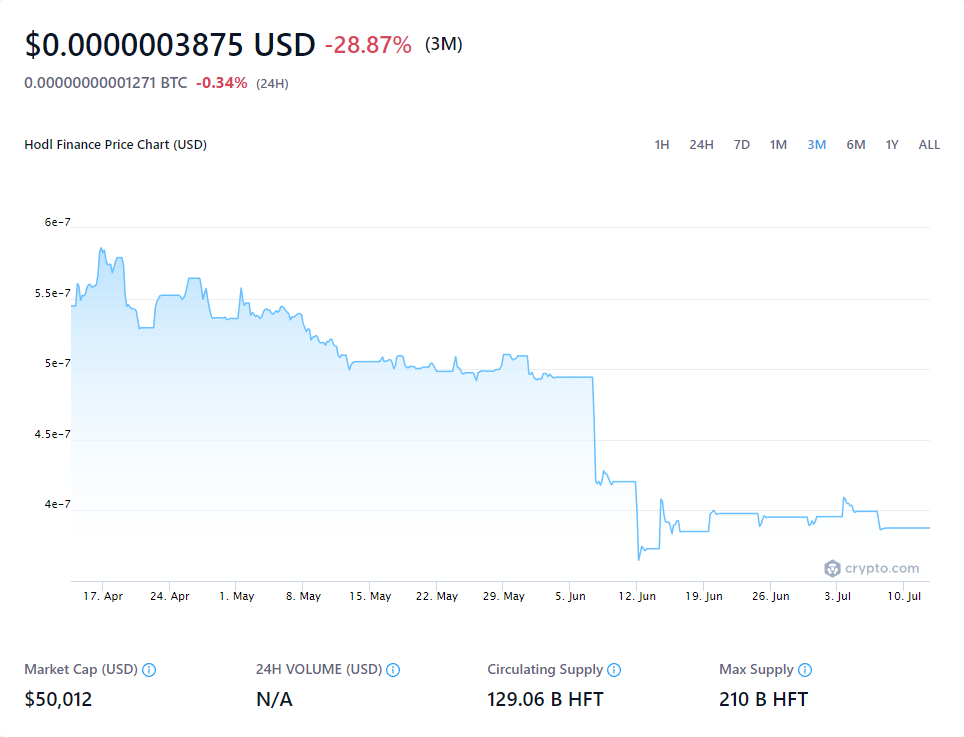 $0.0000003875 USD -28.87% (3M)
0.00000000001271 BTC -0.34% (24H)
Hodl Finance Price Chart (USD) 1H 24H 7D 1M 3M 6M 1Y ALL
6e-7
5.5e-7
5e-7
4.5e-7
4e-7
crypto.com
17. Apr 24. Apr 1. May 8. May 15. May 22. May 29. May 5. Jun 12. Jun 19. Jun 26. Jun 3. Jul 10. Jul
Market Cap (USD) 24H VOLUME (USD) Circulating Supply Max Supply
$50,012 N/A 129.06 B HFT 210 B HFT